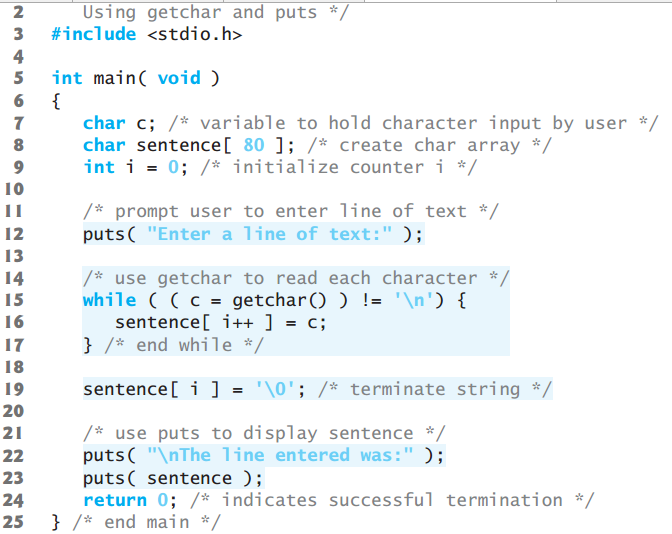 2 Using getchar and puts */
3 #include <stdio.h>
4
5 int main( void )
6 {
7 char c; /* variable to hold character input by user */
8 char sentence[ 80 ]; /* create char array */
9 int i = 0; /* initialize counter i */
10
11 /* prompt user to enter line of text */
12 puts( "Enter a line of text:" );
13
14 /* use getchar to read each character */
15 while ( ( c = getchar() ) != '\n') {
16 sentence[ i++ ] = c;
17 } /* end while */
18
19 sentence[ i ] = '\0'; /* terminate string */
20
21 /* use puts to display sentence */
22 puts( "\nThe line entered was:" );
23 puts( sentence );
24 return 0; /* indicates successful termination */
25 } /* end main */